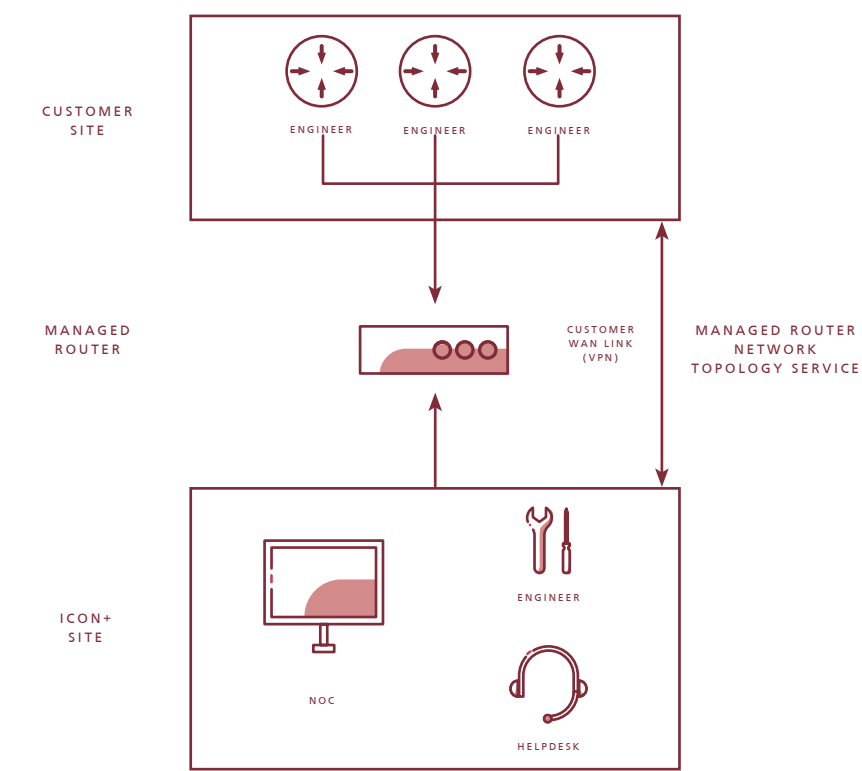 CUSTOMER
SITE
ENGINEER
ENGINEER
ENGINEER
MANAGED
ROUTER
CUSTOMER
WAN LINK
(VPN)
MANAGED ROUTER
NETWORK
TOPOLOGY SERVICE
ICON+
SITE
NOC
ENGINEER
HELPDESK